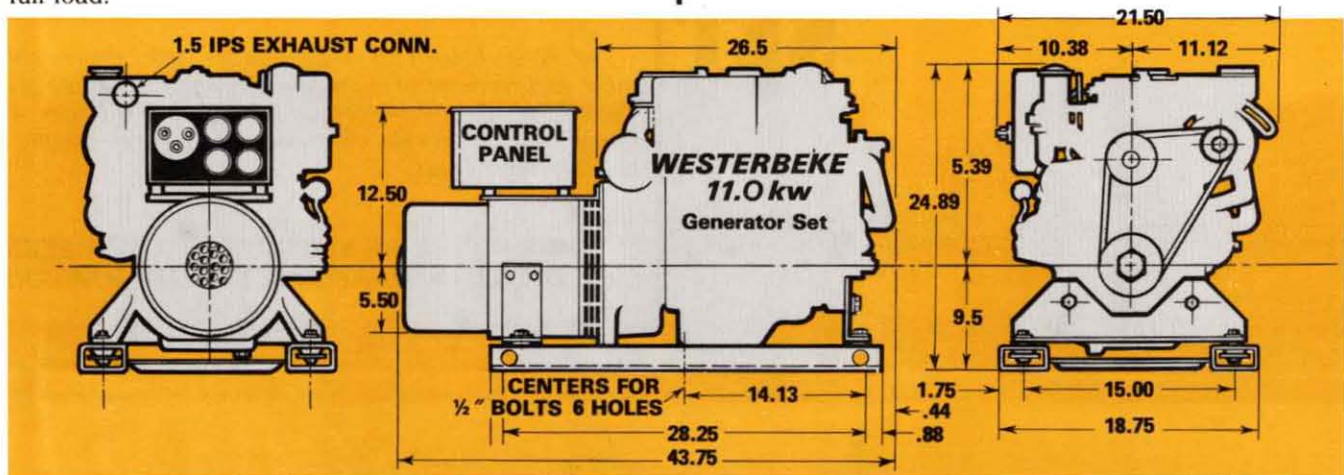 1.5 IPS EXHAUST CONN.
26.5
21.50
10.38
11.12
CONTROL
PANEL
12.50
WESTERBEKE
11.0 kw
Generator Set
5.39
24.89
5.50
9.5
CENTERS FOR
½" BOLTS 6 HOLES
14.13
1.75
15.00
.44
28.25
.88
18.75
43.75